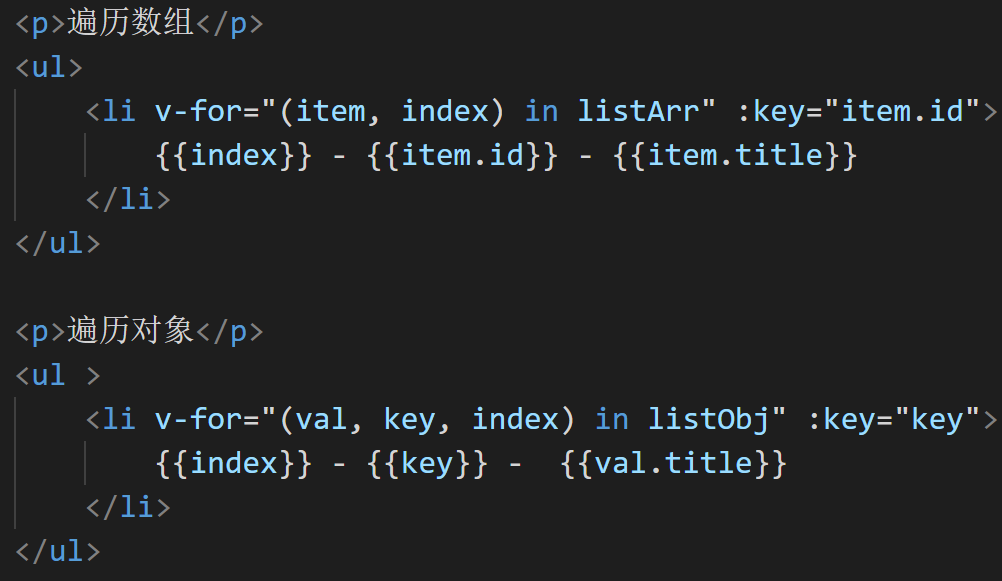 <p>遍历数组</p>
<ul>
    <li v-for="(item, index) in listArr" :key="item.id">
        {{index}} - {{item.id}} - {{item.title}}
    </li>
</ul>

<p>遍历对象</p>
<ul >
    <li v-for="(val, key, index) in listObj" :key="key">
        {{index}} - {{key}} -  {{val.title}}
    </li>
</ul>